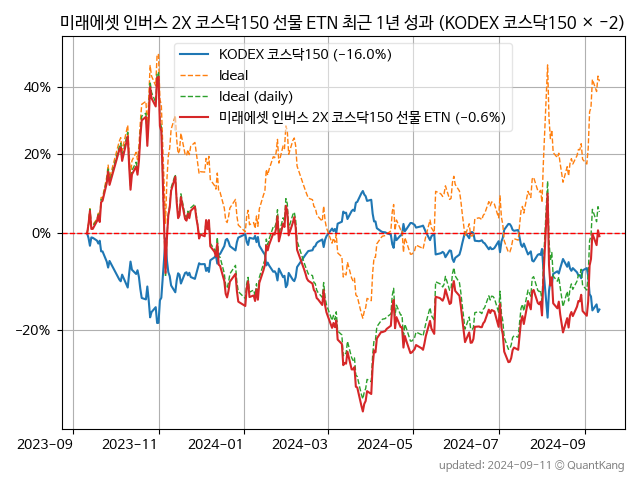 미래에셋 인버스 2X 코스닥150 선물 ETN 최근 1년 성과 (KODEX 코스닥150 × −2)
KODEX 코스닥150 (−16.0%)
Ideal
Ideal (daily)
미래에셋 인버스 2X 코스닥150 선물 ETN (−0.6%)
40%
20%
0%
−20%
2023-09
2023-11
2024-01
2024-03
2024-05
2024-07
2024-09
updated: 2024-09-11 © QuantKang